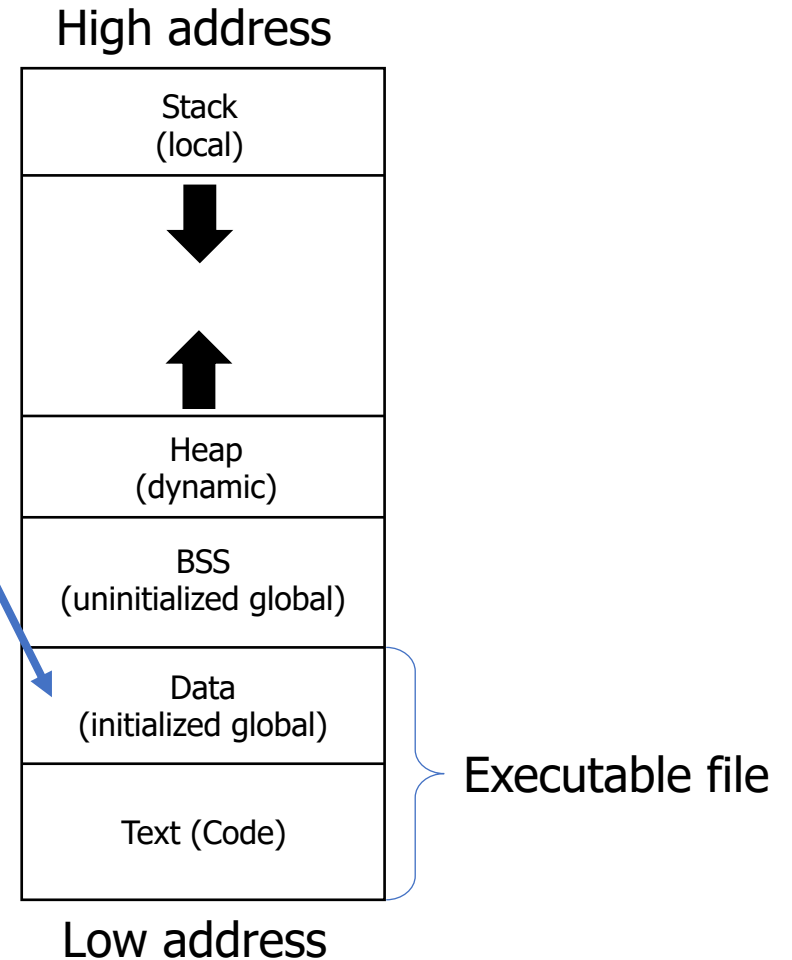 High address
Stack
(local)
Heap
(dynamic)
BSS
(uninitialized global)
Data
(initialized global)
Executable file
Text (Code)
Low address